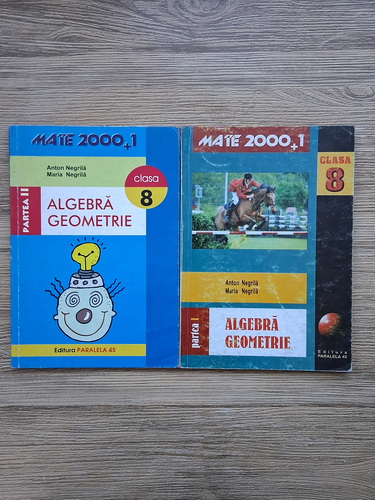 MATE 2000+1
Anton Negrilă
Maria Negrilă
clasa
8
PARTEA II
ALGEBRĂ
GEOMETRIE
Editura PARALELA 45
MATE 2000+1
CLASA
8
Anton Negrilă
Maria Negrilă
partea I
ALGEBRĂ
GEOMETRIE
Editura
PARALELA 45